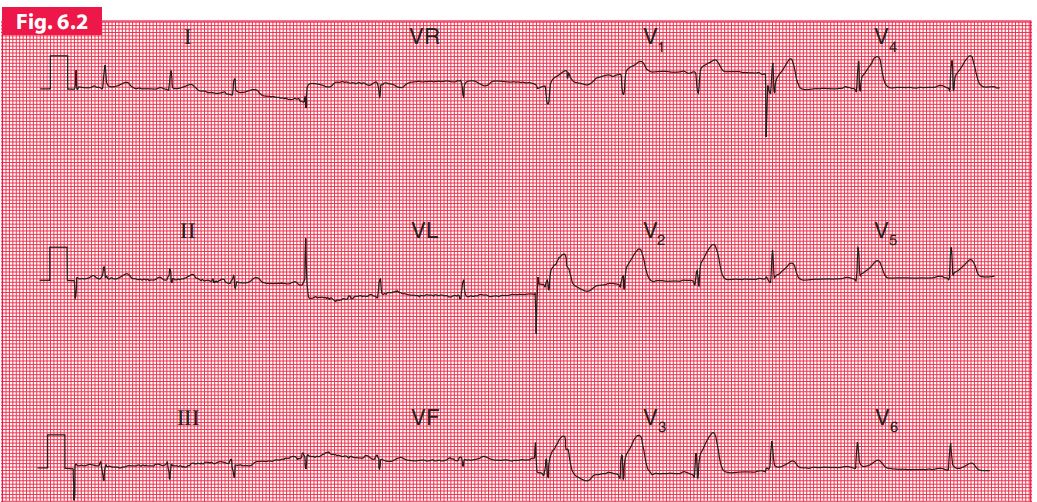 Fig. 6.2
I VR V₁ V₄
II VL V₂ V₅
III VF V₃ V₆